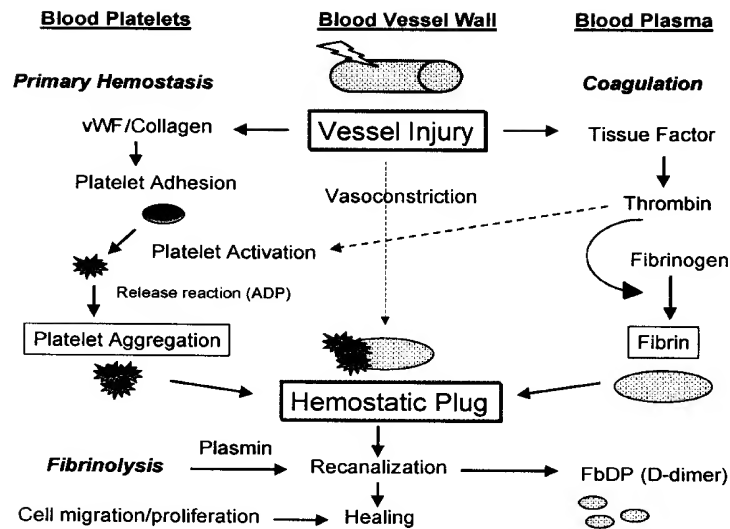 Blood Platelets
Blood Vessel Wall
Blood Plasma
Primary Hemostasis
Coagulation
vWF/Collagen
Vessel Injury
Tissue Factor
Platelet Adhesion
Vasoconstriction
Thrombin
Platelet Activation
Fibrinogen
Release reaction (ADP)
Platelet Aggregation
Fibrin
Hemostatic Plug
Fibrinolysis
Plasmin
Recanalization
FbDP (D-dimer)
Cell migration/proliferation
Healing